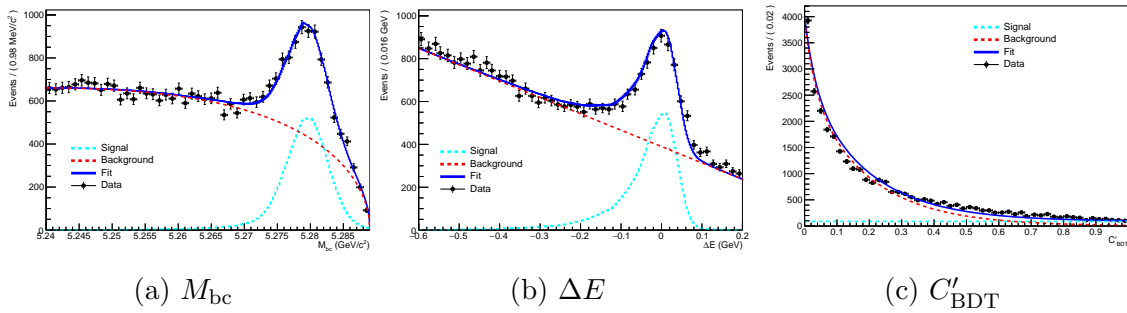 Events / ( 0.98 MeV/c² )
1000
800
600
400
200
0
Signal
Background
Fit
Data
5.24 5.245 5.25 5.255 5.26 5.265 5.27 5.275 5.28 5.285
M_bc (GeV/c²)
(a) M_bc
Events / ( 0.016 GeV )
1000
800
600
400
200
0
Signal
Background
Fit
Data
−0.6 −0.5 −0.4 −0.3 −0.2 −0.1 0 0.1 0.2
ΔE (GeV)
(b) ΔE
Events / ( 0.02 )
4000
3500
3000
2500
2000
1500
1000
500
0
Signal
Background
Fit
Data
0 0.1 0.2 0.3 0.4 0.5 0.6 0.7 0.8 0.9
C'_BDT
(c) C′_BDT